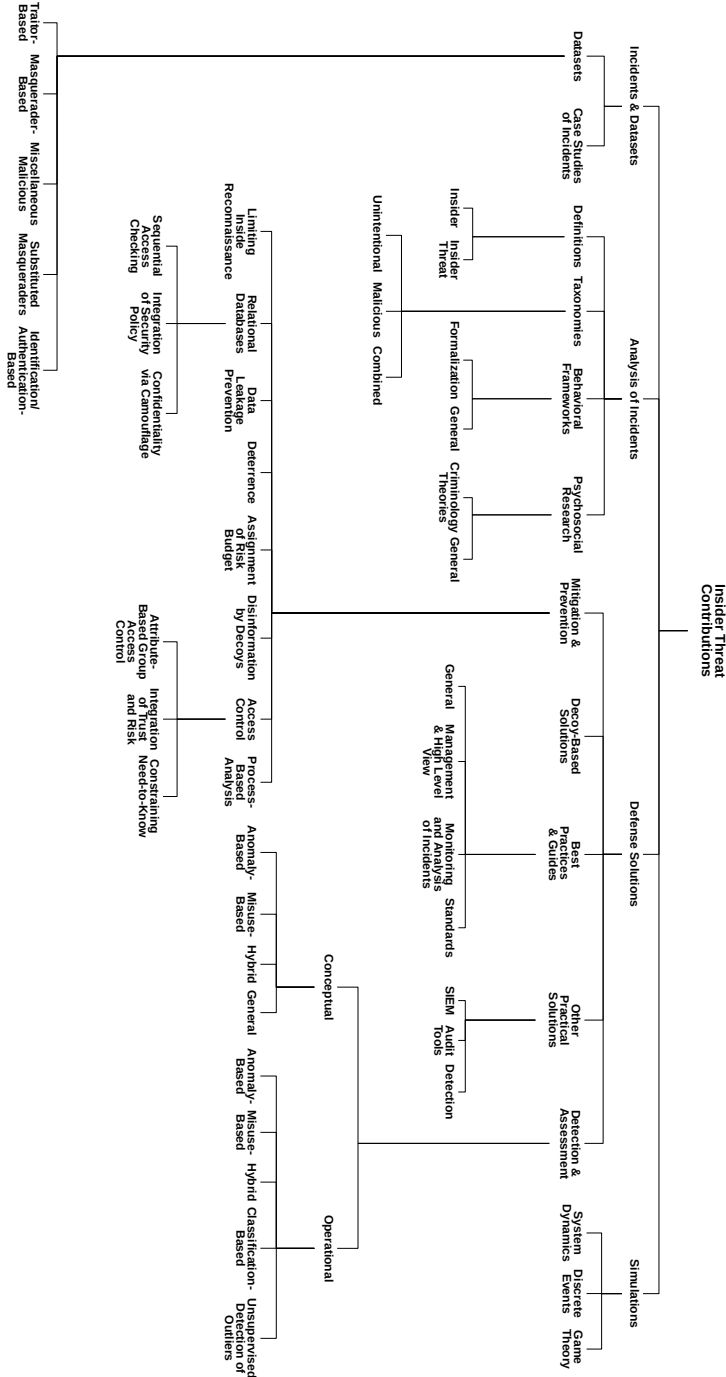 Insider Threat
Contributions
Incidents & Datasets
Analysis of Incidents
Defense Solutions
Simulations
Datasets
Case Studies
of Incidents
Definitions
Taxonomies
Behavioral
Frameworks
Psychosocial
Research
Mitigation &
Prevention
Decoy-Based
Solutions
Best
Practices
& Guides
Other
Practical
Solutions
Detection &
Assessment
System
Dynamics
Discrete
Events
Game
Theory
Insider
Insider
Threat
Formalization
General
Criminology
Theories
General
General
Management
& High Level
View
Monitoring
and Analysis
of Incidents
Standards
SIEM
Audit
Tools
Detection
Unintentional
Malicious
Combined
Conceptual
Operational
Limiting
Inside
Reconnaissance
Relational
Databases
Data
Leakage
Prevention
Deterrence
Assignment
of Risk
Budget
Disinformation
by Decoys
Access
Control
Process-
Based
Analysis
Anomaly-
Based
Misuse-
Based
Hybrid
General
Anomaly-
Based
Misuse-
Based
Hybrid
Classification-
Based
Unsupervised
Detection of
Outliers
Sequential
Access
Checking
Integration
of Security
Policy
Confidentiality
via Camouflage
Attribute-
Based Group
Access
Control
Integration
of Trust
and Risk
Constraining
Need-to-Know
Traitor-
Based
Masquerader-
Based
Miscellaneous
Malicious
Substituted
Masqueraders
Identification/
Authentication-
Based